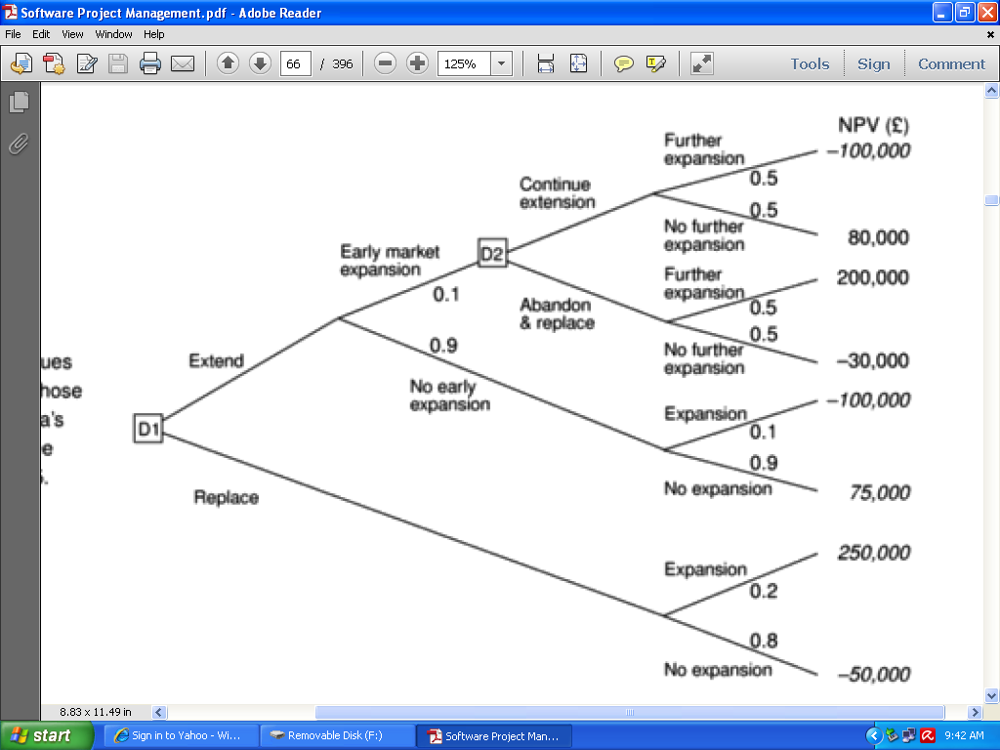 Software Project Management.pdf - Adobe Reader
File Edit View Window Help
66 / 396 125% Tools Sign Comment
NPV (£)
Further
expansion
–100,000
0.5
Continue
extension
0.5
No further
expansion
80,000
Early market
expansion
D2
0.1
Further
expansion
200,000
0.5
Abandon
& replace
0.5
No further
expansion
–30,000
0.9
Extend
No early
expansion
ues
hose
a's
e
D1
Expansion
–100,000
0.1
0.9
No expansion
75,000
Replace
Expansion
250,000
0.2
0.8
No expansion
–50,000
8.83 x 11.49 in
start Sign in to Yahoo - Wi... Removable Disk (F:) Software Project Man... 9:42 AM